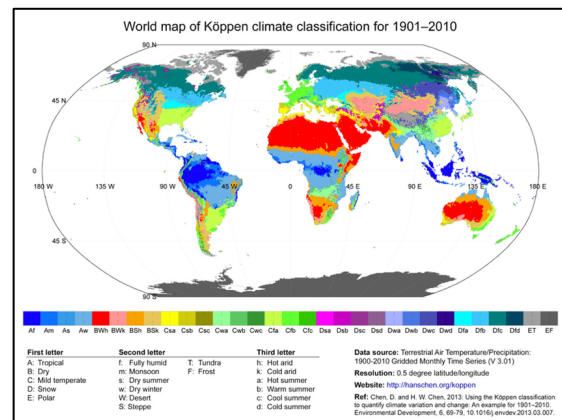 World map of Köppen climate classification for 1901–2010
90 N
45 N
0
180 W 135 W 90 W 45 W 0 45 E 90 E 135 E 180 E
45 S
90 S
Af Am As Aw BWh BWk BSh BSk Csa Csb Csc Cwa Cwb Cwc Cfa Cfb Cfc Dsa Dsb Dsc Dsd Dwa Dwb Dwc Dwd Dfa Dfb Dfc Dfd ET EF
First letter
A: Tropical
B: Dry
C: Mild temperate
D: Snow
E: Polar
Second letter
f: Fully humid T: Tundra
m: Monsoon F: Frost
s: Dry summer
w: Dry winter
W: Desert
S: Steppe
Third letter
h: Hot arid
k: Cold arid
a: Hot summer
b: Warm summer
c: Cool summer
d: Cold summer
Data source: Terrestrial Air Temperature/Precipitation:
1900-2010 Gridded Monthly Time Series (V 3.01)
Resolution: 0.5 degree latitude/longitude
Website: http://hanschen.org/koppen
Ref: Chen, D. and H. W. Chen, 2013: Using the Köppen classification
to quantify climate variation and change: An example for 1901–2010.
Environmental Development, 6, 69-79, 10.1016/j.envdev.2013.03.007.